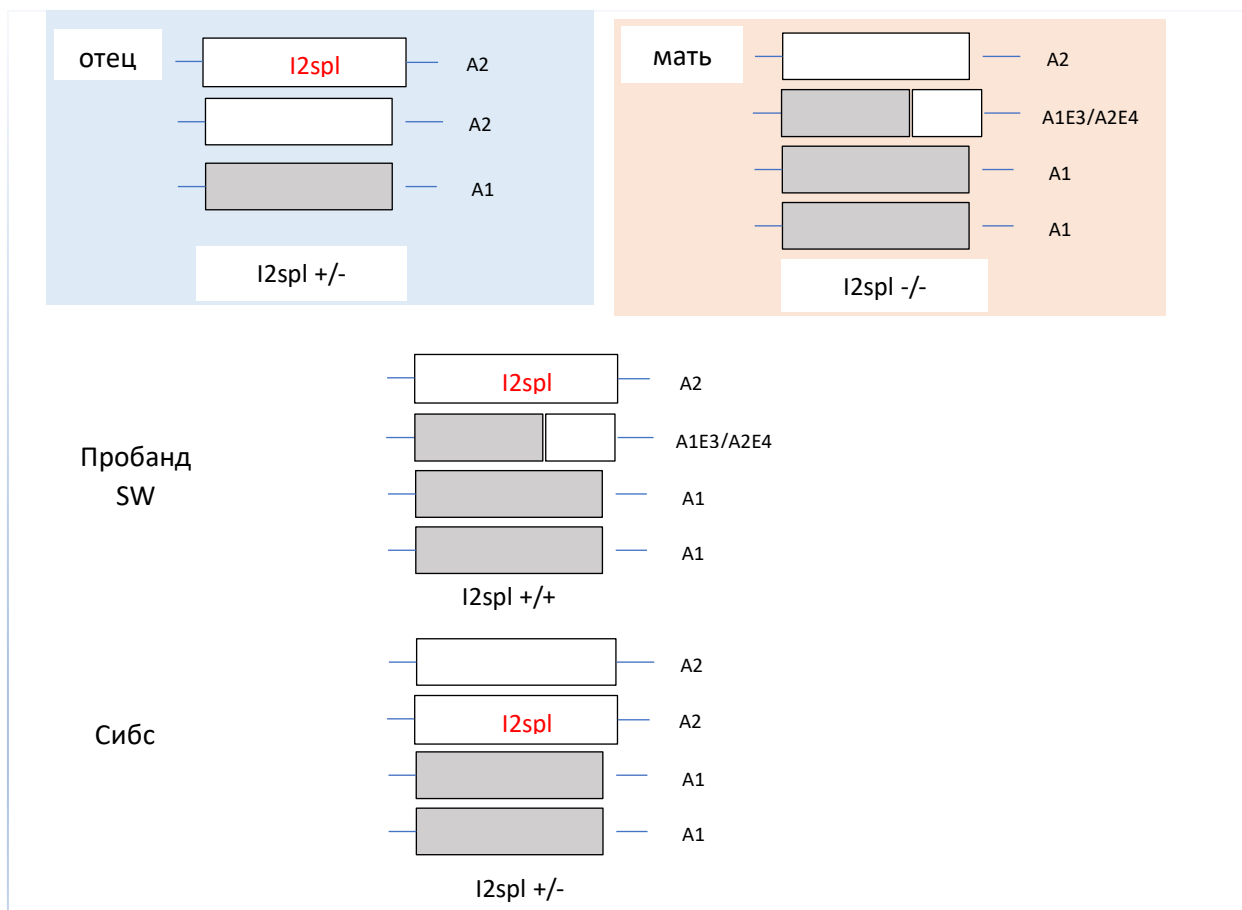 отец
I2spl
A2
A2
A1
I2spl +/-
мать
A2
A1E3/A2E4
A1
A1
I2spl -/-
Пробанд
SW
I2spl
A2
A1E3/A2E4
A1
A1
I2spl +/+
Сибс
A2
I2spl
A2
A1
A1
I2spl +/-